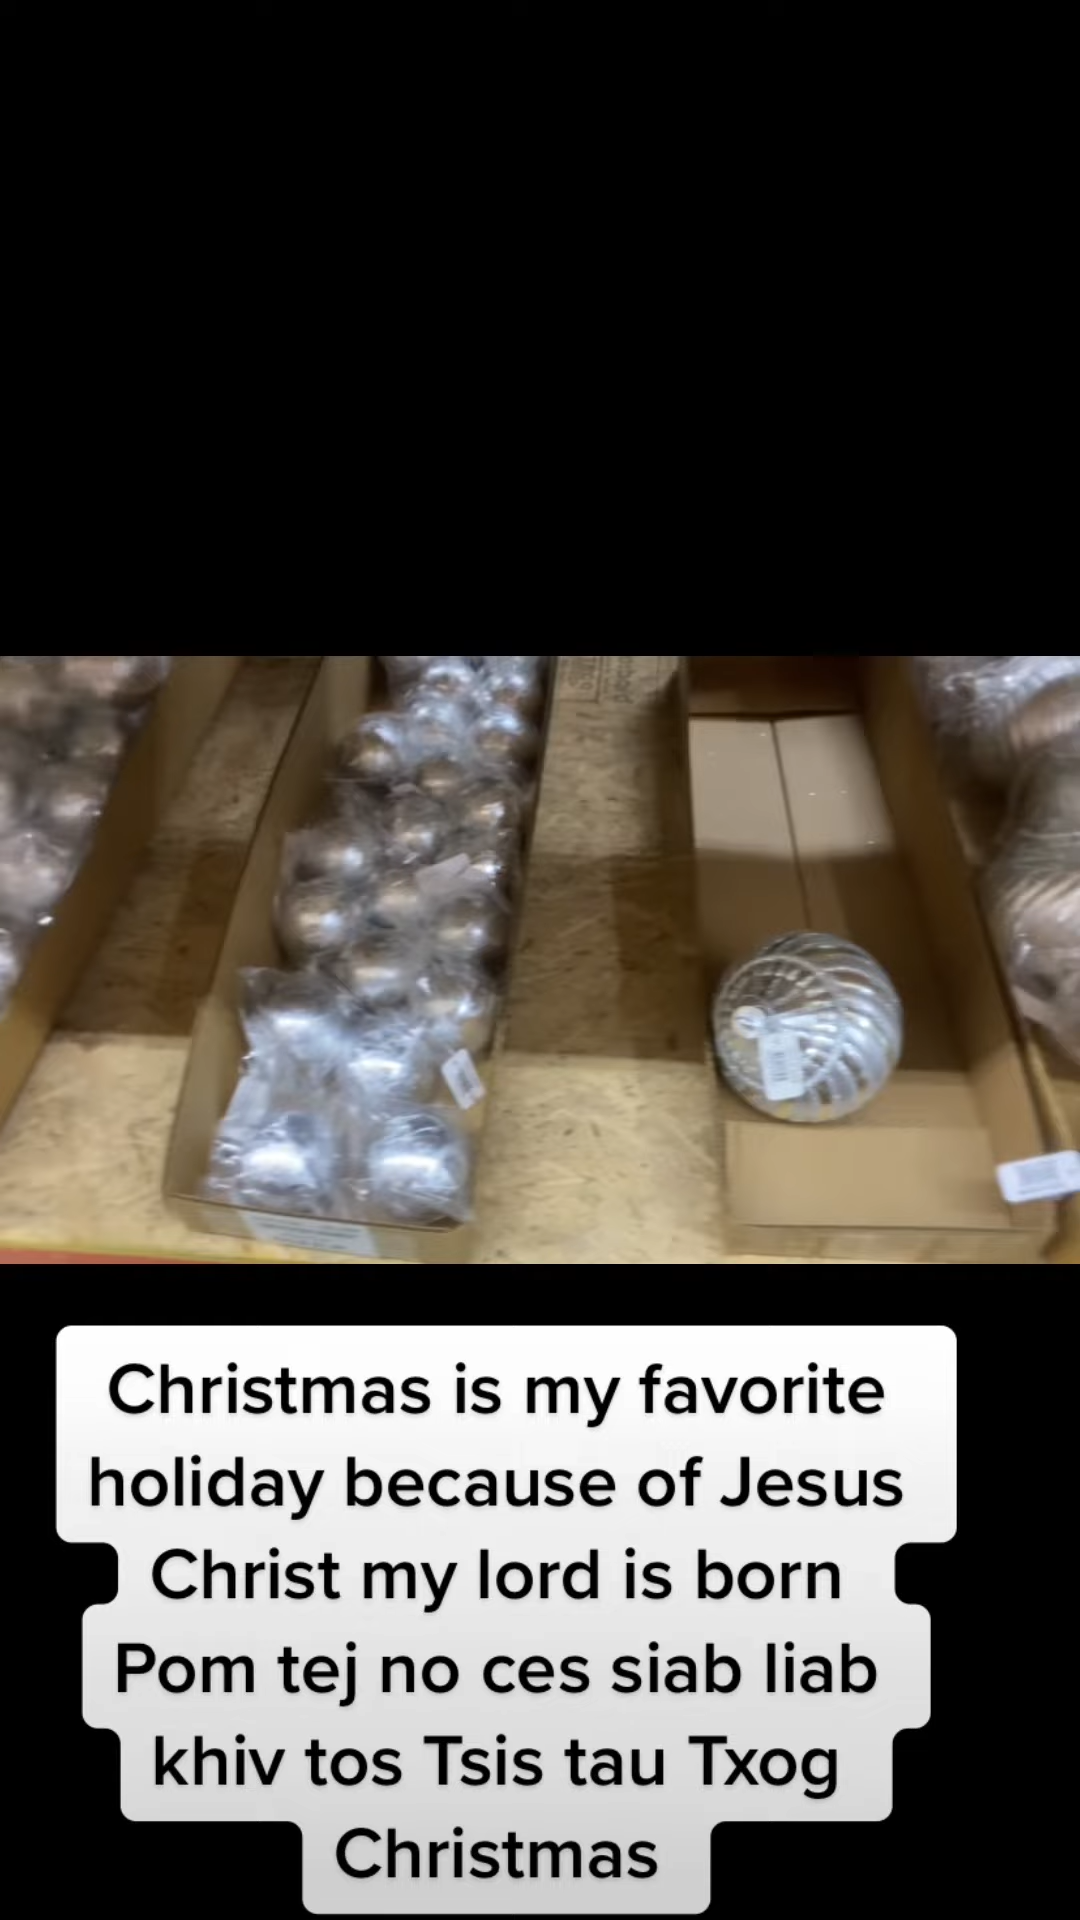 Christmas is my favorite
holiday because of Jesus
Christ my lord is born
Pom tej no ces siab liab
khiv tos Tsis tau Txog
Christmas